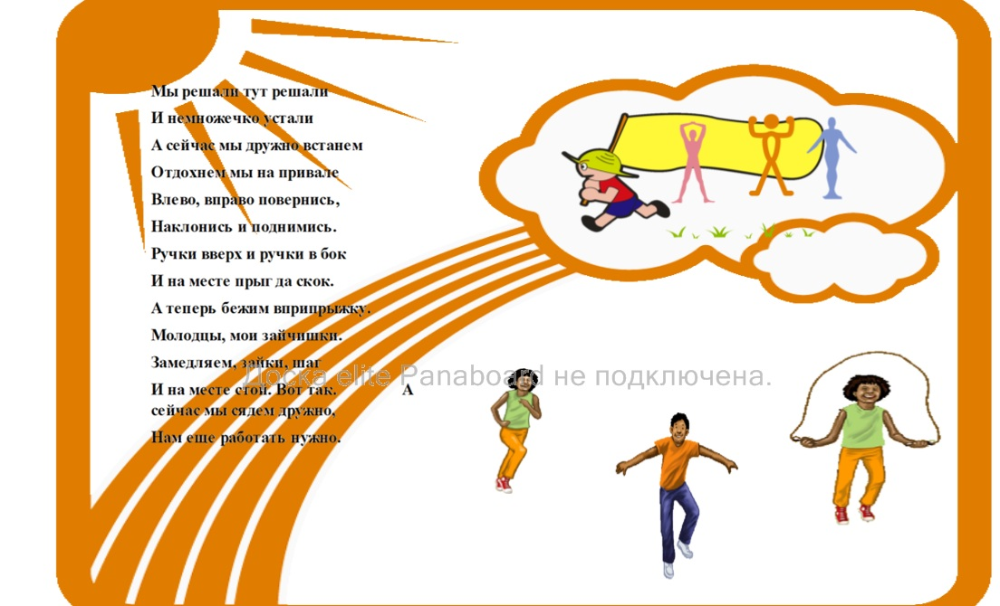 Мы решали тут решали
И немножечко устали
А сейчас мы дружно встанем
Отдохнем мы на привале
Влево, вправо повернись,
Наклонись и поднимись.
Ручки вверх и ручки в бок
И на месте прыг да скок.
А теперь бежим вприпрыжку.
Молодцы, мои зайчишки.
Замедляем, зайки, шаг
Доска elite Panaboard не подключена.
И на месте стой. Вот так. А
сейчас мы сядем дружно,
Нам еще работать нужно.